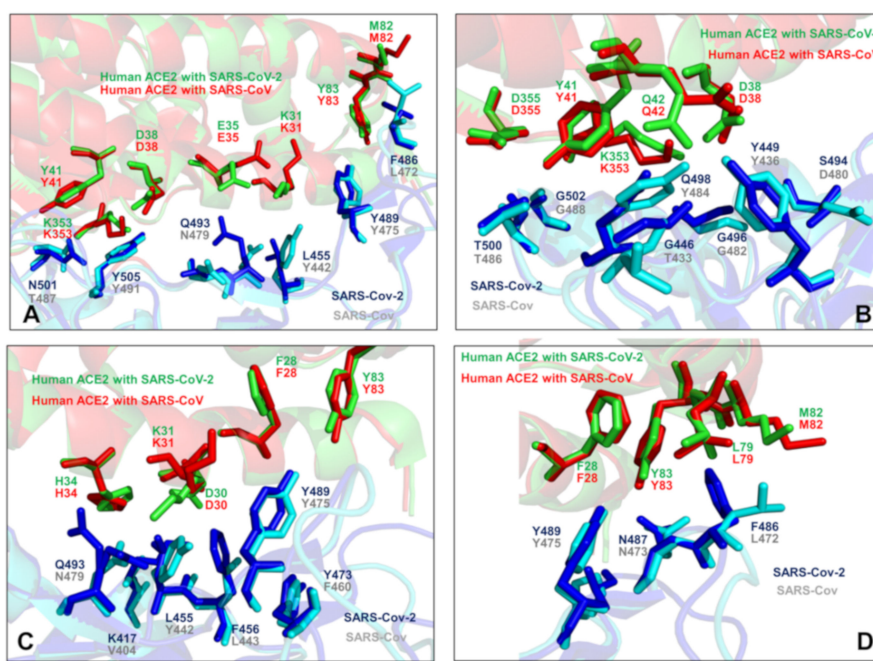 M82
M82
Human ACE2 with SARS-CoV-2
Human ACE2 with SARS-CoV
Y83
Y83
K31
K31
E35
E35
D38
D38
Y41
Y41
F486
L472
K353
K353
Q493
N479
Y489
Y475
L455
Y442
N501
T487
Y505
Y491
SARS-Cov-2
SARS-Cov
A
Human ACE2 with SARS-CoV-2
Human ACE2 with SARS-CoV
D355
D355
Y41
Y41
Q42
Q42
D38
D38
K353
K353
Y449
Y436
S494
D480
Q498
Y484
G502
G488
T500
T486
G446
T433
G496
G482
SARS-Cov-2
SARS-Cov
B
Human ACE2 with SARS-CoV-2
Human ACE2 with SARS-CoV
F28
F28
Y83
Y83
K31
K31
H34
H34
D30
D30
Y489
Y475
Q493
N479
Y473
F460
L455
Y442
F456
L443
K417
V404
SARS-Cov-2
SARS-Cov
C
Human ACE2 with SARS-CoV-2
Human ACE2 with SARS-CoV
M82
M82
L79
L79
F28
F28
Y83
Y83
Y489
Y475
N487
N473
F486
L472
SARS-Cov-2
SARS-Cov
D